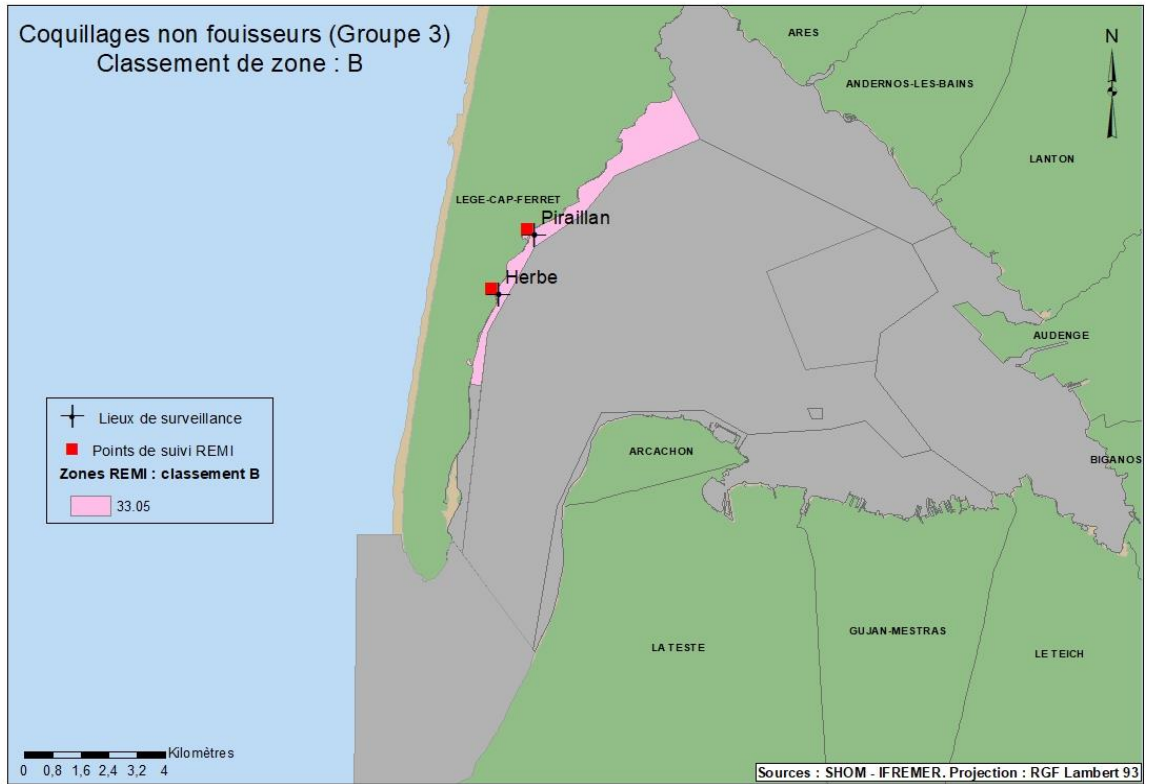 Coquillages non fouisseurs (Groupe 3)
Classement de zone : B
N
ARES
ANDERNOS-LES-BAINS
LANTON
LEGE-CAP-FERRET
Piraillan
Herbe
AUDENGE
Lieux de surveillance
Points de suivi REMI
Zones REMI : classement B
33.05
ARCACHON
BIGANOS
LA TESTE
GUJAN-MESTRAS
LE TEICH
Kilomètres
0 0,8 1,6 2,4 3,2 4
Sources : SHOM - IFREMER. Projection : RGF Lambert 93